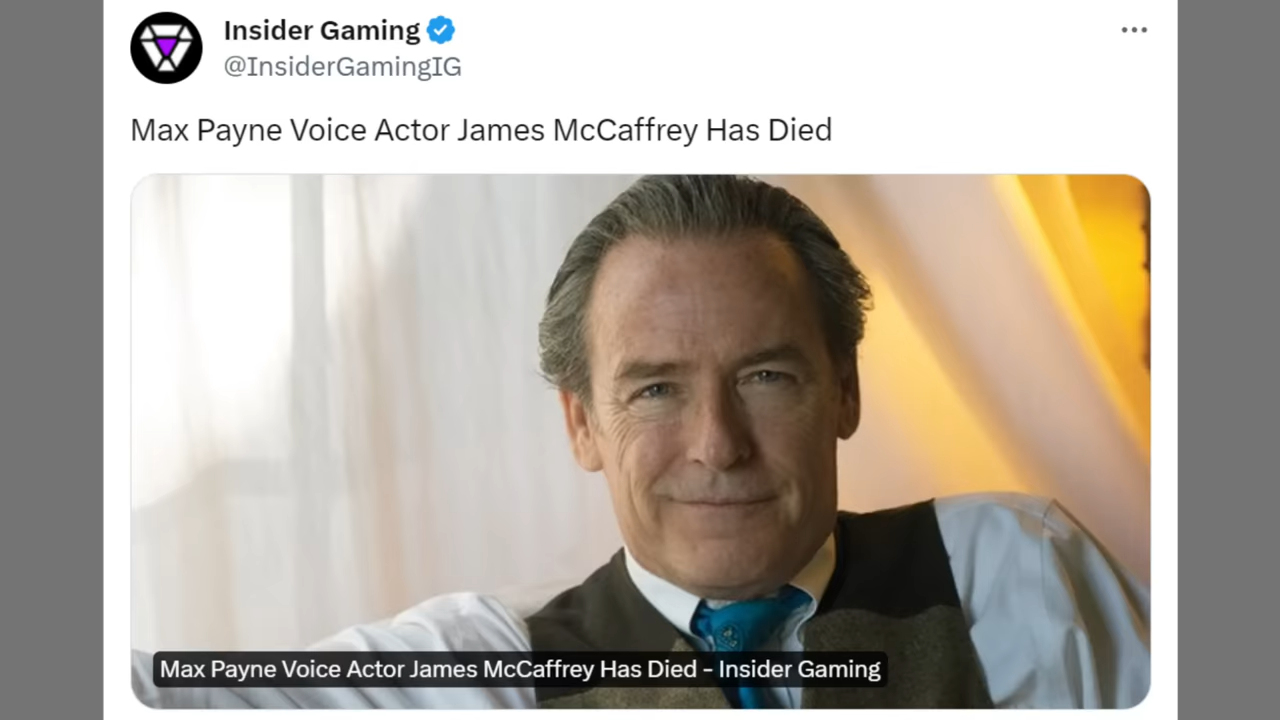 Insider Gaming
@InsiderGamingIG
Max Payne Voice Actor James McCaffrey Has Died
Max Payne Voice Actor James McCaffrey Has Died – Insider Gaming